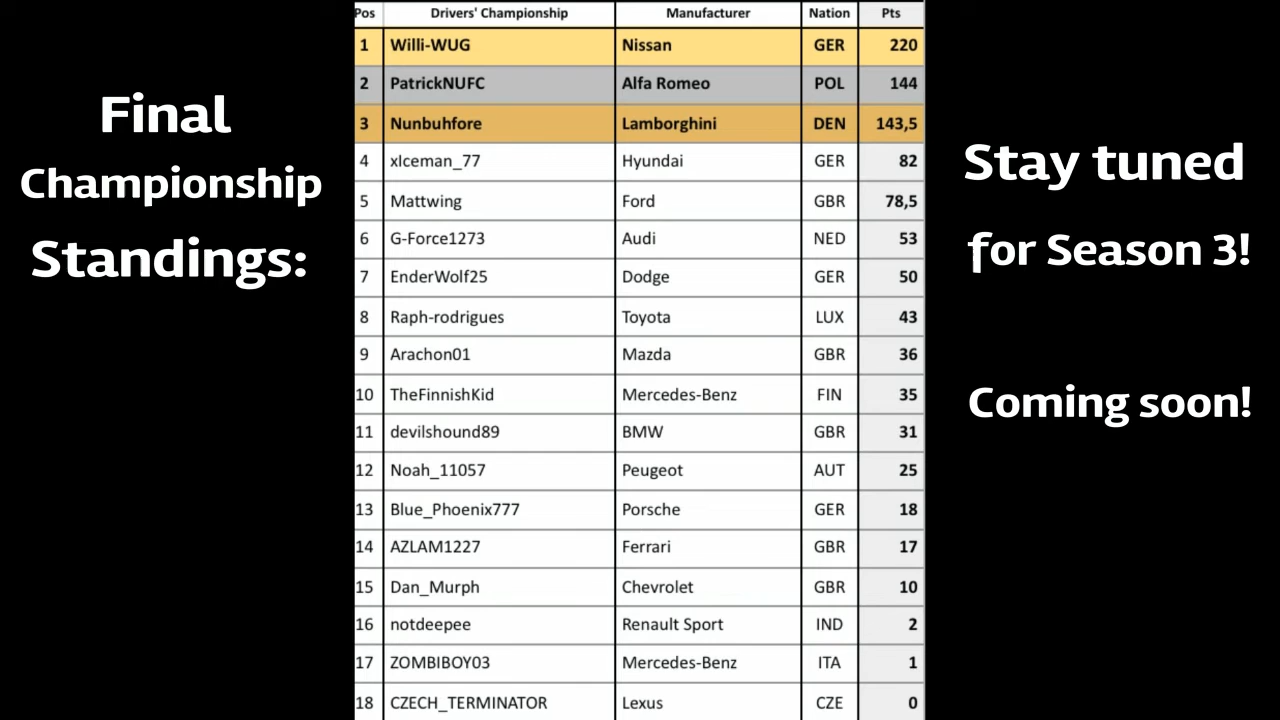 Final
Championship
Standings:
Pos Drivers' Championship Manufacturer Nation Pts
1 Willi-WUG Nissan GER 220
2 PatrickNUFC Alfa Romeo POL 144
3 Nunbuhfore Lamborghini DEN 143,5
4 xIceman_77 Hyundai GER 82
5 Mattwing Ford GBR 78,5
6 G-Force1273 Audi NED 53
7 EnderWolf25 Dodge GER 50
8 Raph-rodrigues Toyota LUX 43
9 Arachon01 Mazda GBR 36
10 TheFinnishKid Mercedes-Benz FIN 35
11 devilshound89 BMW GBR 31
12 Noah_11057 Peugeot AUT 25
13 Blue_Phoenix777 Porsche GER 18
14 AZLAM1227 Ferrari GBR 17
15 Dan_Murph Chevrolet GBR 10
16 notdeepee Renault Sport IND 2
17 ZOMBIBOY03 Mercedes-Benz ITA 1
18 CZECH_TERMINATOR Lexus CZE 0
Stay tuned
for Season 3!
Coming soon!